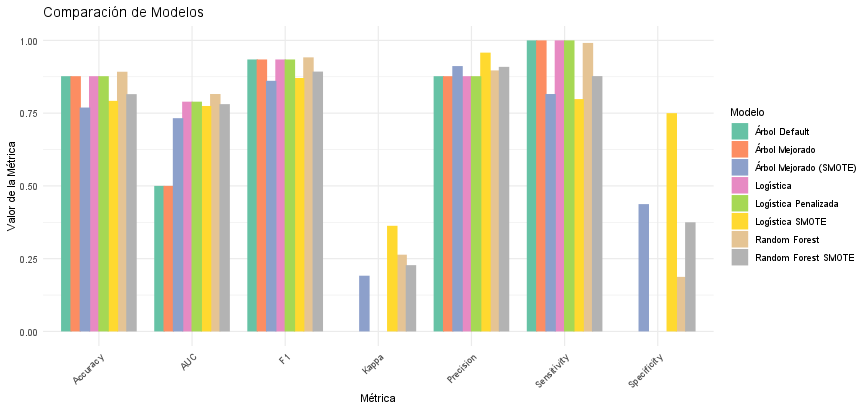 Comparación de Modelos
Valor de la Métrica
1.00
0.75
0.50
0.25
0.00
Accuracy
AUC
F1
Kappa
Precision
Sensitivity
Specificity
Métrica
Modelo
Árbol Default
Árbol Mejorado
Árbol Mejorado (SMOTE)
Logística
Logística Penalizada
Logística SMOTE
Random Forest
Random Forest SMOTE